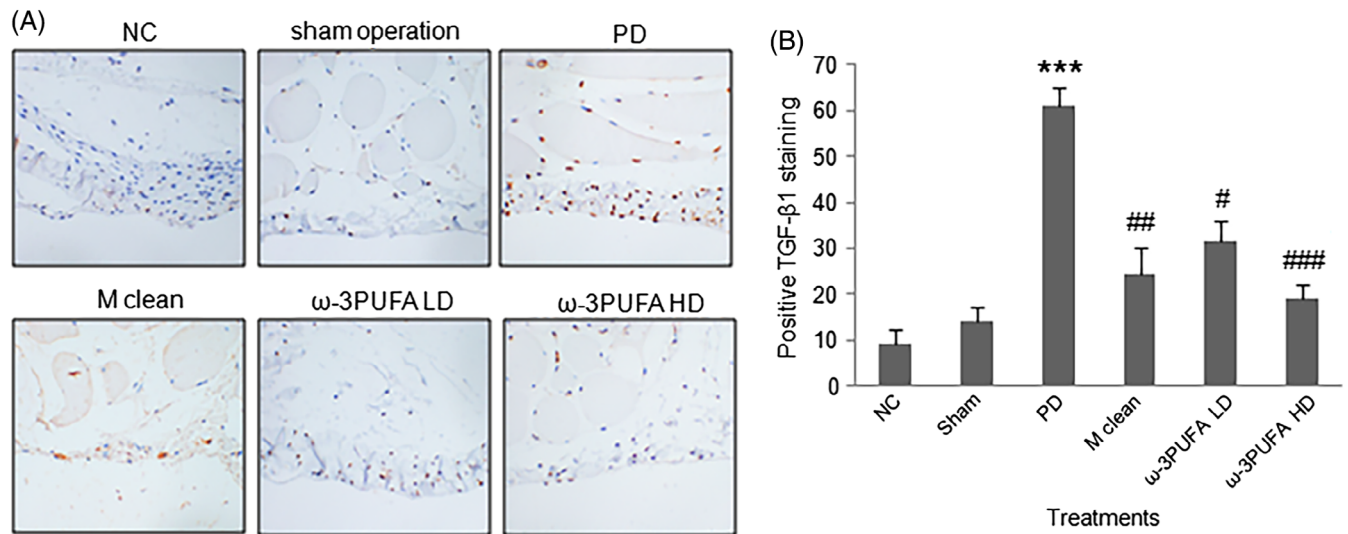 (A)
NC
sham operation
PD
M clean
ω-3PUFA LD
ω-3PUFA HD
(B)
Positive TGF-β1 staining
70
60
50
40
30
20
10
0
***
##
#
###
NC
Sham
PD
M clean
ω-3PUFA LD
ω-3PUFA HD
Treatments